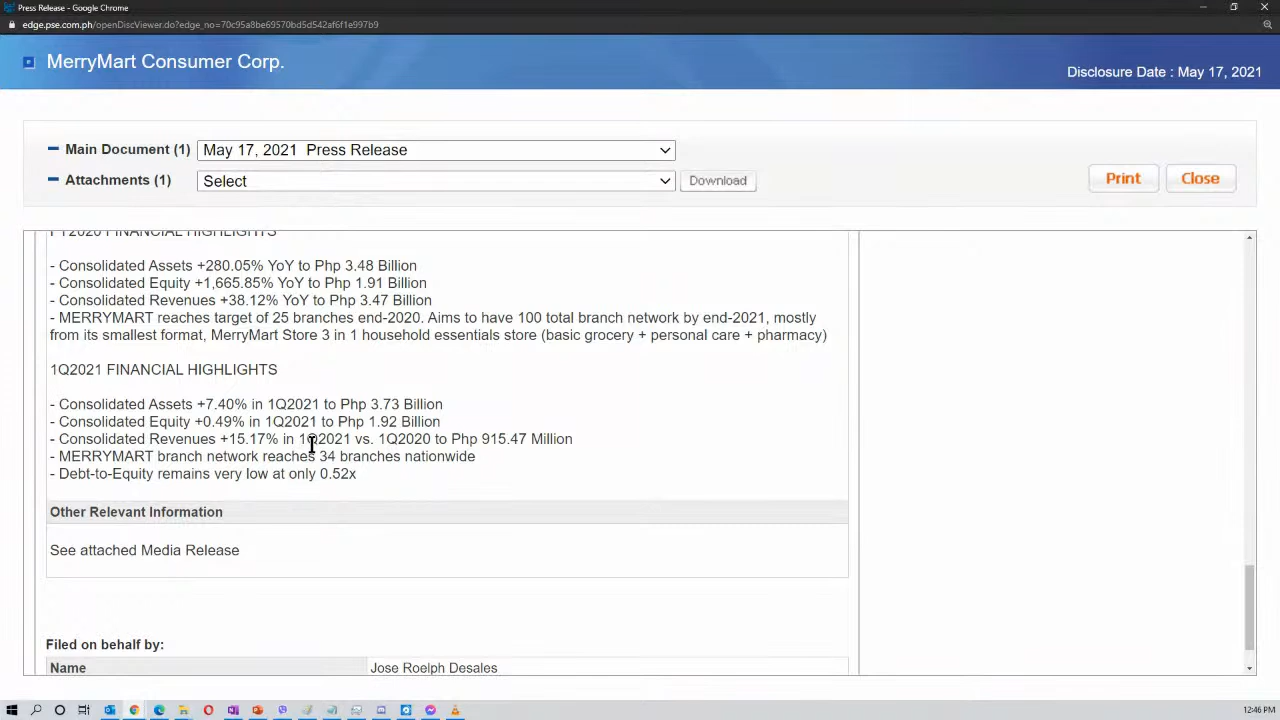 Press Release - Google Chrome
edge.pse.com.ph/openDiscViewer.do?edge_no=70c95a8be69570bd5d542af6f1e997b9
MerryMart Consumer Corp.
Disclosure Date : May 17, 2021
Main Document (1) May 17, 2021 Press Release
Attachments (1) Select Download
Print Close
FY2020 FINANCIAL HIGHLIGHTS
- Consolidated Assets +280.05% YoY to Php 3.48 Billion
- Consolidated Equity +1,665.85% YoY to Php 1.91 Billion
- Consolidated Revenues +38.12% YoY to Php 3.47 Billion
- MERRYMART reaches target of 25 branches end-2020. Aims to have 100 total branch network by end-2021, mostly
from its smallest format, MerryMart Store 3 in 1 household essentials store (basic grocery + personal care + pharmacy)
1Q2021 FINANCIAL HIGHLIGHTS
- Consolidated Assets +7.40% in 1Q2021 to Php 3.73 Billion
- Consolidated Equity +0.49% in 1Q2021 to Php 1.92 Billion
- Consolidated Revenues +15.17% in 1Q2021 vs. 1Q2020 to Php 915.47 Million
- MERRYMART branch network reaches 34 branches nationwide
- Debt-to-Equity remains very low at only 0.52x
Other Relevant Information
See attached Media Release
Filed on behalf by:
Name Jose Roelph Desales
12:46 PM